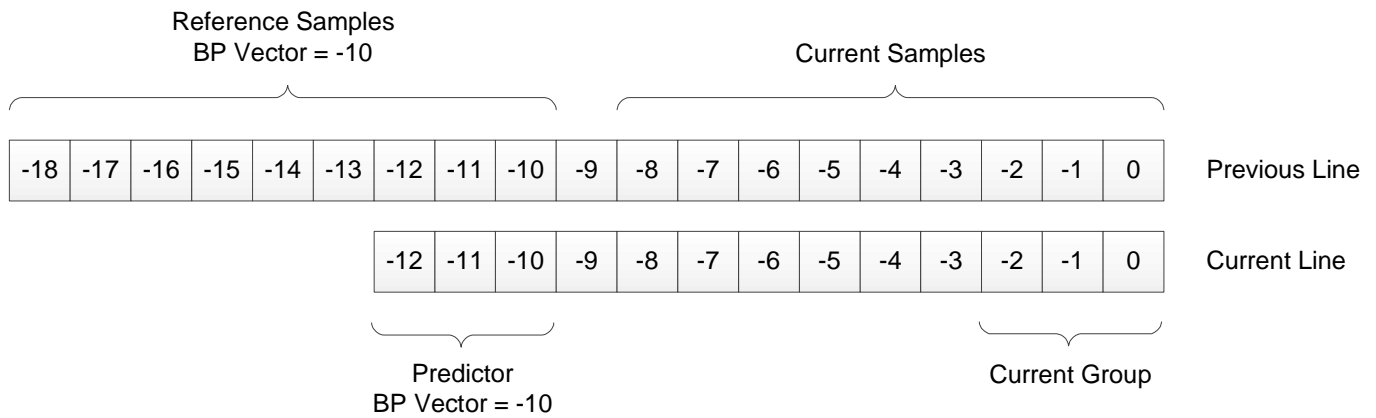 Reference Samples
BP Vector = -10
Current Samples
-18 -17 -16 -15 -14 -13 -12 -11 -10 -9 -8 -7 -6 -5 -4 -3 -2 -1 0 Previous Line
-12 -11 -10 -9 -8 -7 -6 -5 -4 -3 -2 -1 0 Current Line
Predictor
BP Vector = -10
Current Group